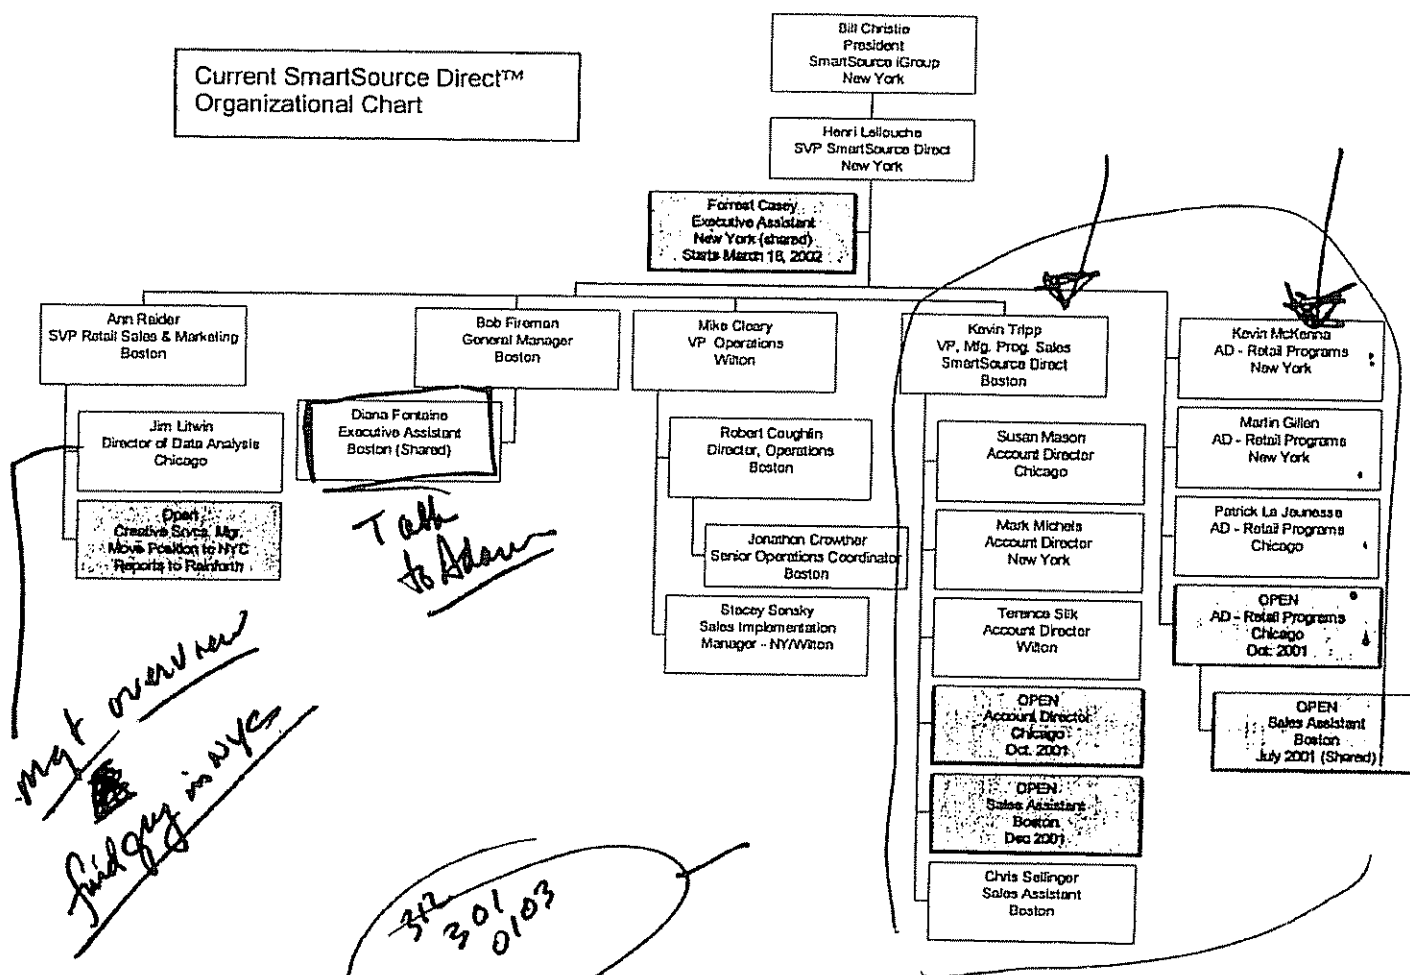 Current SmartSource Direct™
Organizational Chart
Bill Christie
President
SmartSource iGroup
New York
Henri Lellouche
SVP SmartSource Direct
New York
Forrest Casey
Executive Assistant
New York (shared)
Starts March 18, 2002
Ann Raider
SVP Retail Sales & Marketing
Boston
Bob Fireman
General Manager
Boston
Mike Cleary
VP Operations
Wilton
Kevin Tripp
VP, Mfg. Prog. Sales
SmartSource Direct
Boston
Kevin McKenna
AD - Retail Programs
New York
Jim Litwin
Director of Data Analysis
Chicago
Open
Creative Srvcs. Mgr.
Move Position to NYC
Reports to Rainforth
Diana Fontaine
Executive Assistant
Boston (Shared)
Talk
to Adam
Robert Coughlin
Director, Operations
Boston
Jonathan Crowther
Senior Operations Coordinator
Boston
Stacey Sensky
Sales Implementation
Manager - NY/Wilton
Susan Mason
Account Director
Chicago
Mark Michels
Account Director
New York
Terence Silk
Account Director
Wilton
OPEN
Account Director
Chicago
Oct. 2001
OPEN
Sales Assistant
Boston
Dec 2001
Chris Sellinger
Sales Assistant
Boston
Martin Gillen
AD - Retail Programs
New York
Patrick La Jeunesse
AD - Retail Programs
Chicago
OPEN
AD - Retail Programs
Chicago
Oct. 2001
OPEN
Sales Assistant
Boston
July 2001 (Shared)
mgt overview
find guy in NYC
312
301
0103